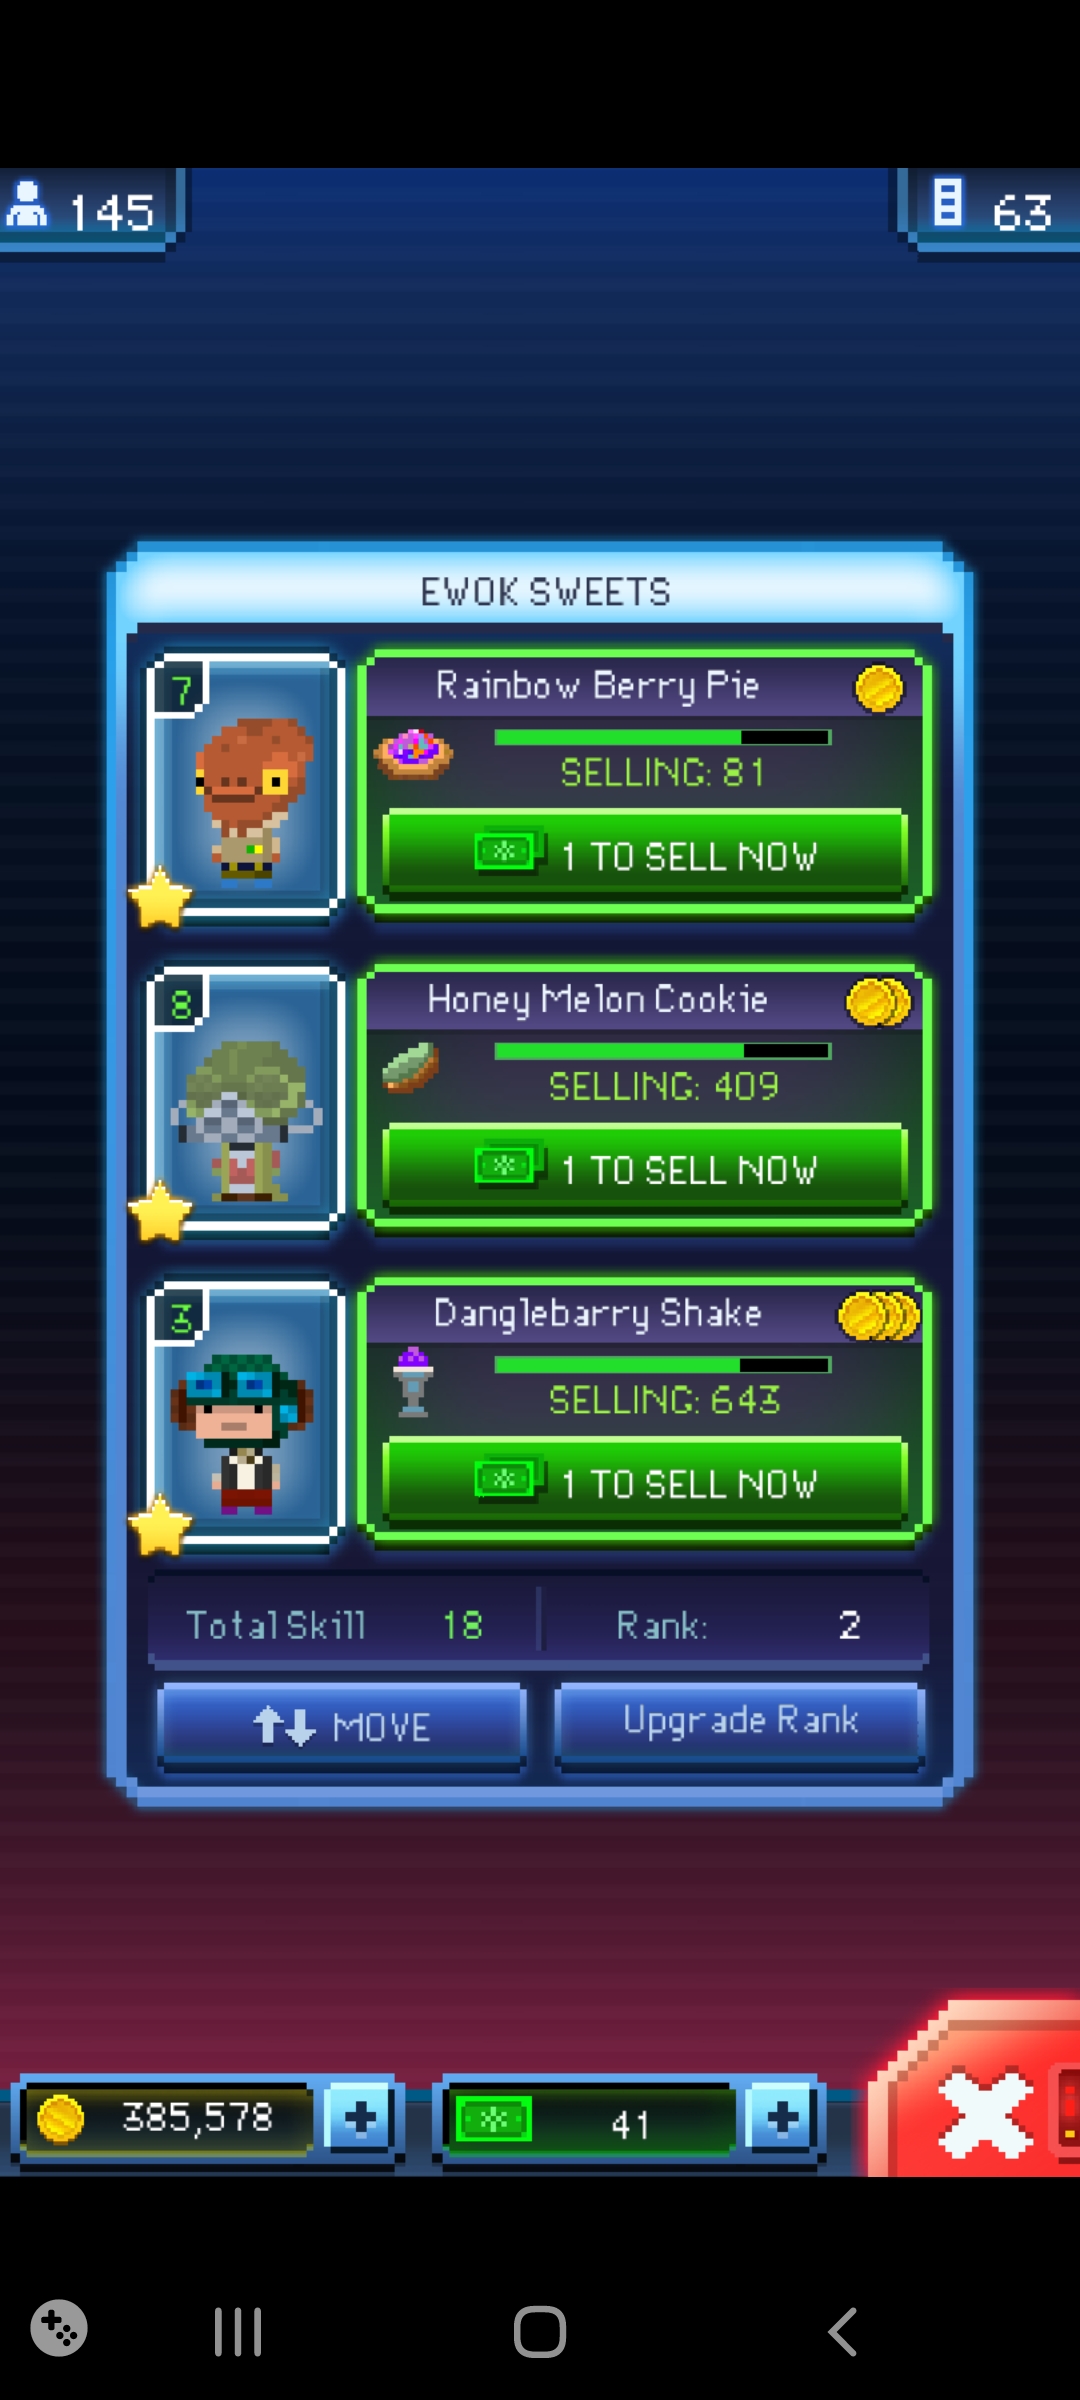 145
63
EWOK SWEETS
7
Rainbow Berry Pie
SELLING: 81
1 TO SELL NOW
8
Honey Melon Cookie
SELLING: 409
1 TO SELL NOW
3
Danglebarry Shake
SELLING: 643
1 TO SELL NOW
Total Skill 18 Rank: 2
MOVE Upgrade Rank
385,578 + 41 +